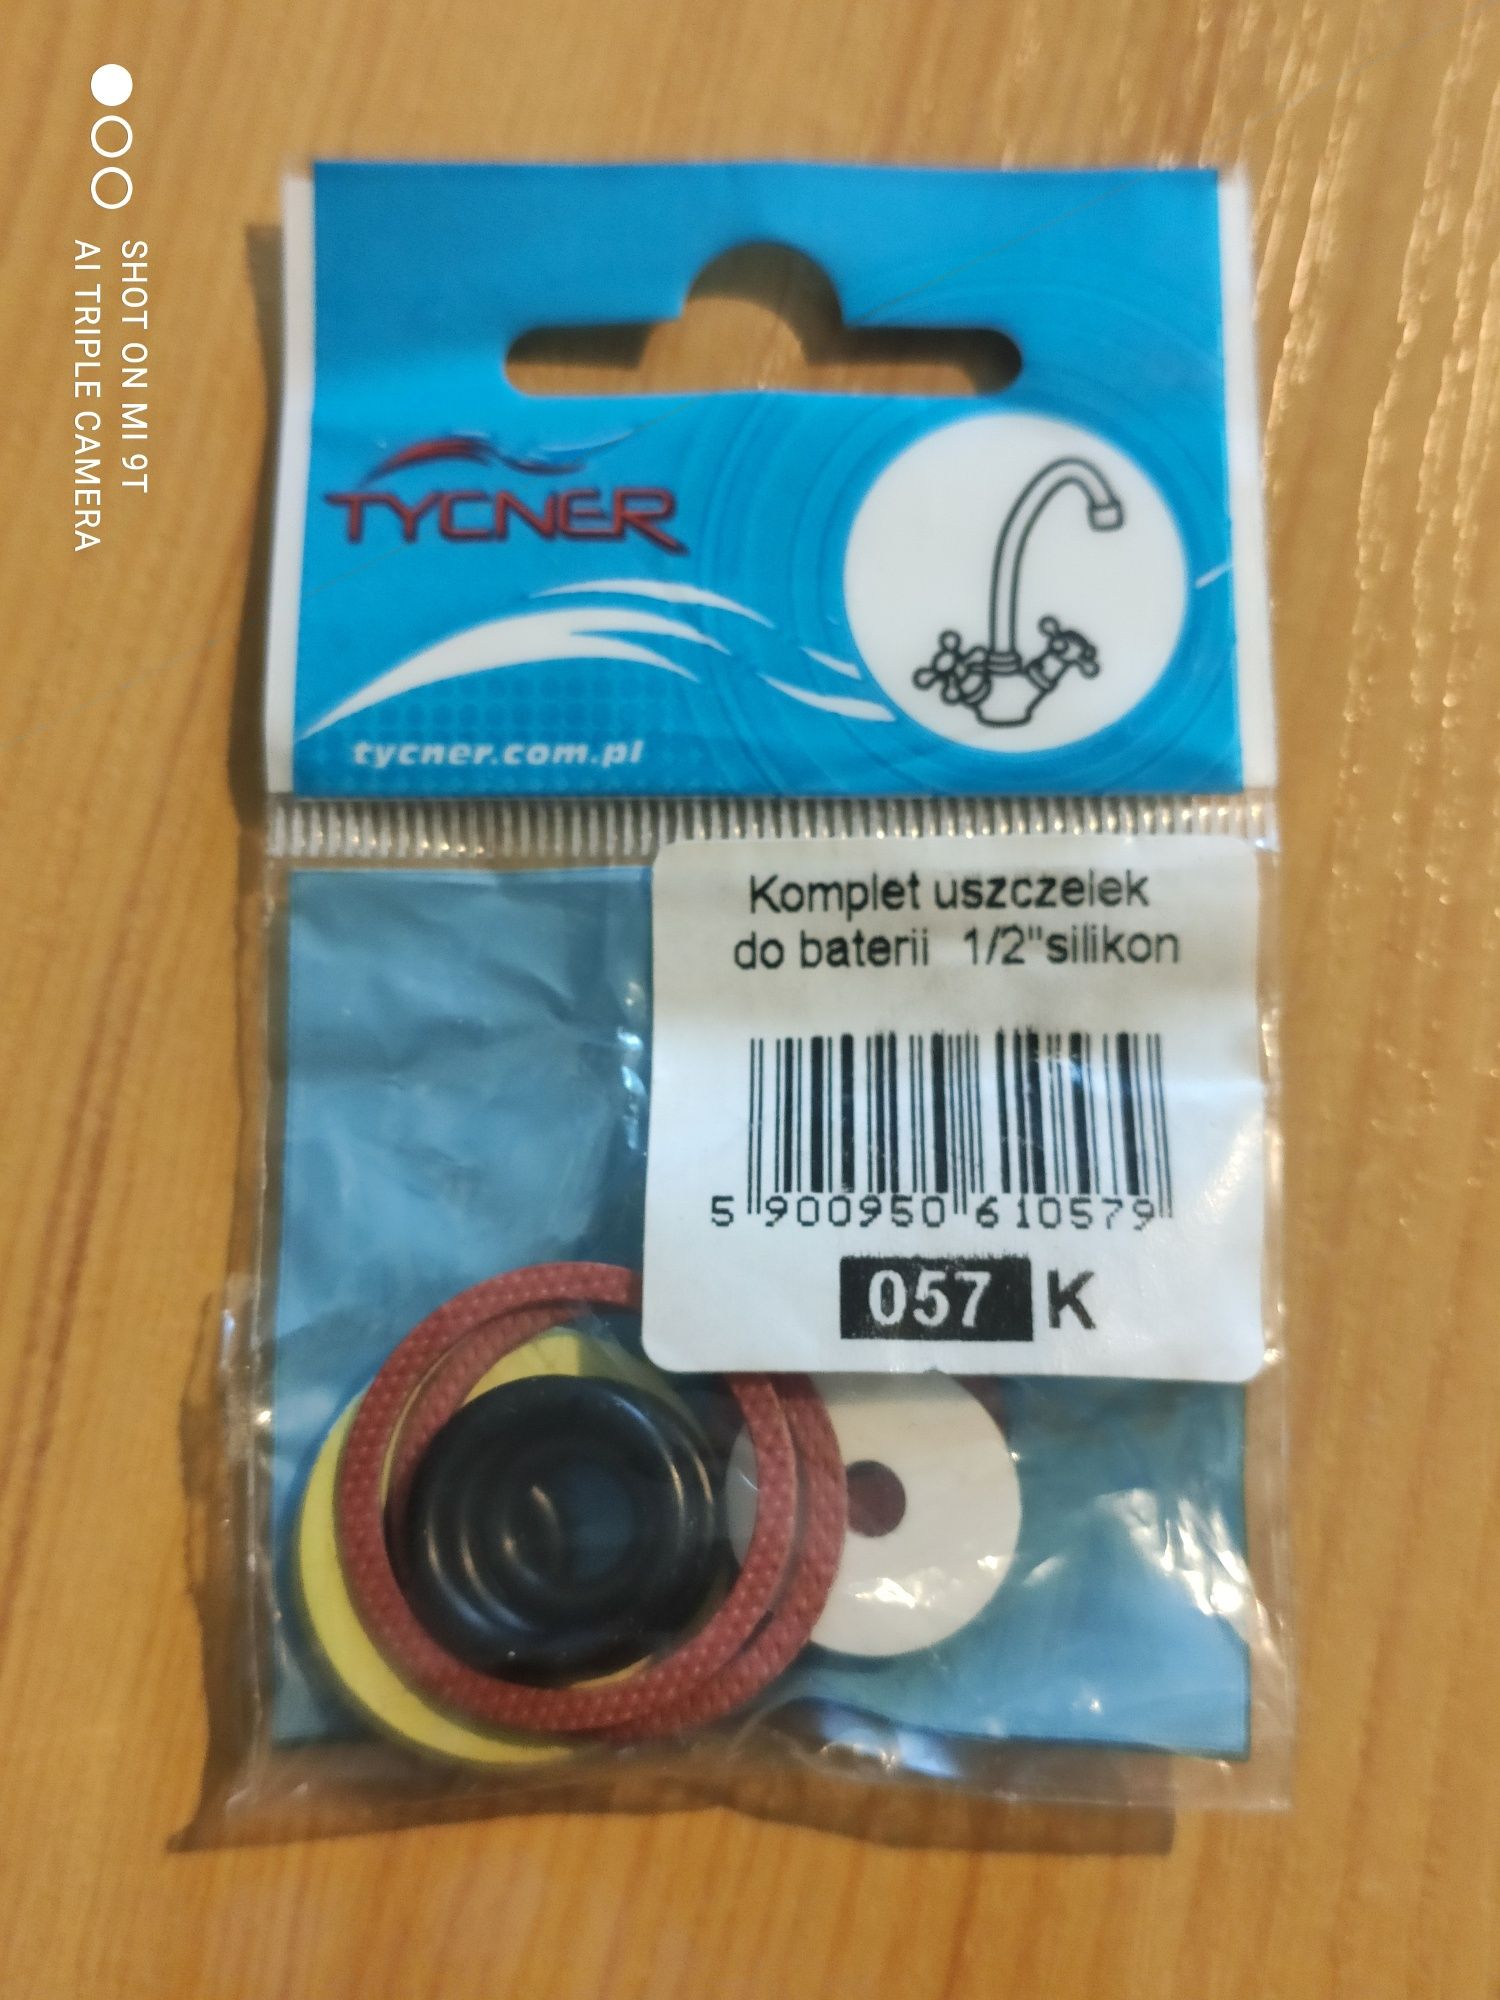 SHOT ON MI 9T
AI TRIPLE CAMERA
TYCNER
tycner.com.pl
Komplet uszczelek
do baterii 1/2"silikon
5 900950 610579
057 K